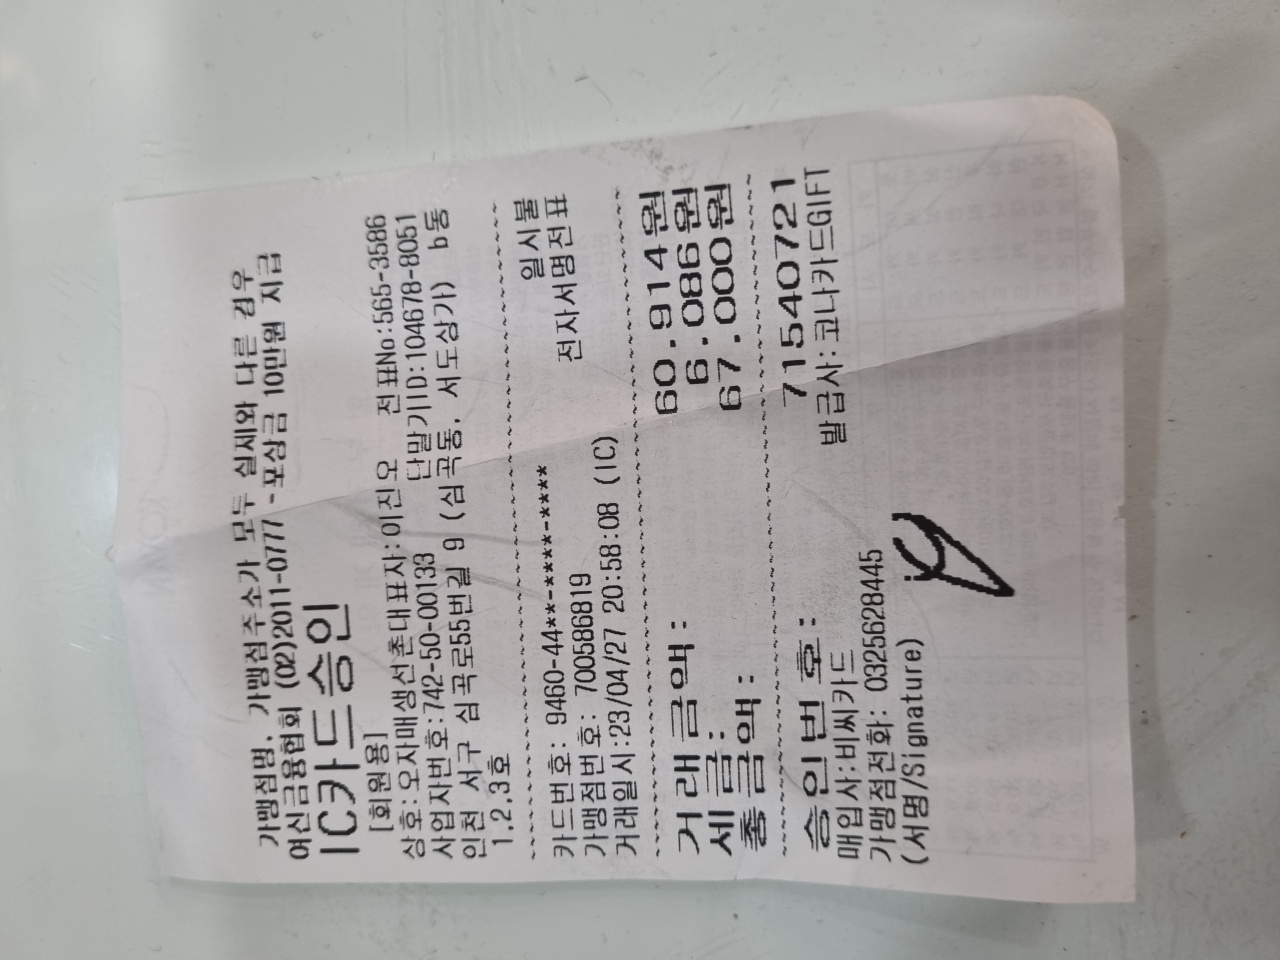 가맹점명, 가맹점주소가 모두 실제와 다른 경우
여신금융협회 (02)2011-0777 -포상금 10만원 지급
IC카드승인
[회원용] 전표No:565-3586
상호:오자매생선촌대표자:이진오 단말기ID:104678-8051
사업자번호:742-50-00133
인천 서구 심곡로55번길 9 (심곡동, 서도상가) b동
1,2,3호
일시불
카드번호: 9460-44**-****-**** 전자서명전표
가맹점번호: 700586819
거래일시:23/04/27 20:58:08 (IC)
거래금액: 60.914원
세금: 6.086원
총금액: 67.000원
승인번호: 71540721
매입사:비씨카드 발급사:코나카드GIFT
가맹점전화: 0325628445
(서명/Signature)